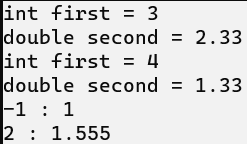 int first = 3
double second = 2.33
int first = 4
double second = 1.33
-1 : 1
2 : 1.555